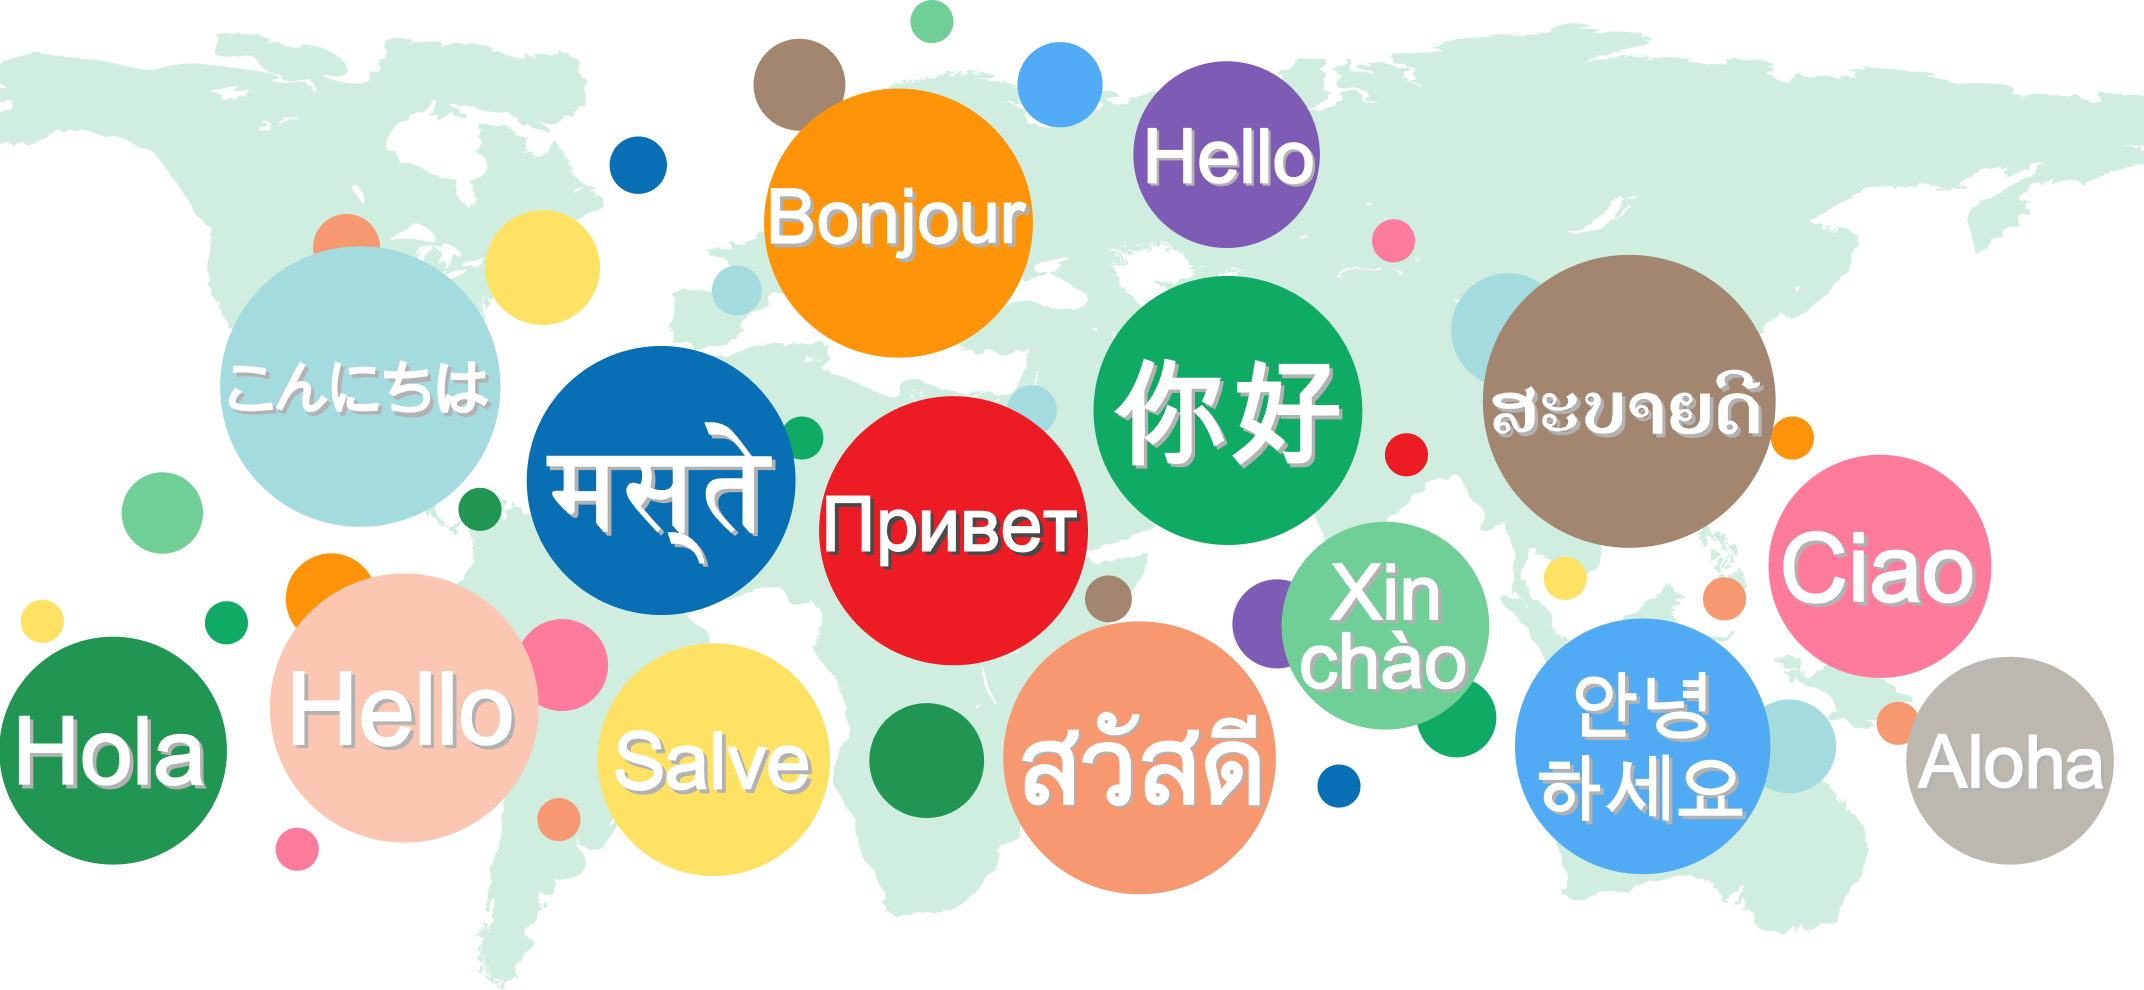 Hello
Bonjour
こんにちは
你好
ສະບາຍດີ
मस्‌ते
Привет
Ciao
Xin
chào
Hola
Hello
Salve
สวัสดี
안녕
하세요
Aloha